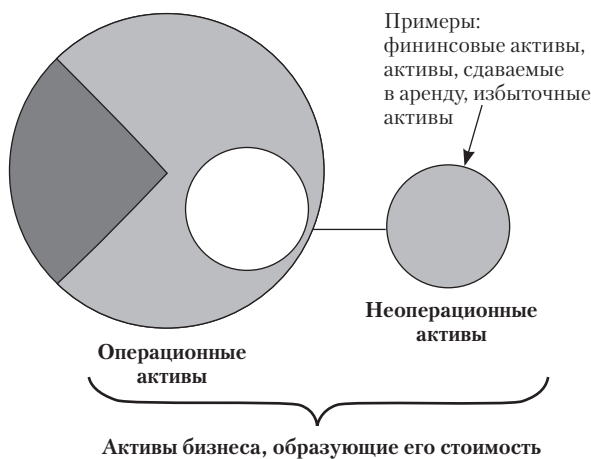 Примеры:
фининсовые активы,
активы, сдаваемые
в аренду, избыточные
активы
Неоперационные
активы
Операционные
активы
Активы бизнеса, образующие его стоимость